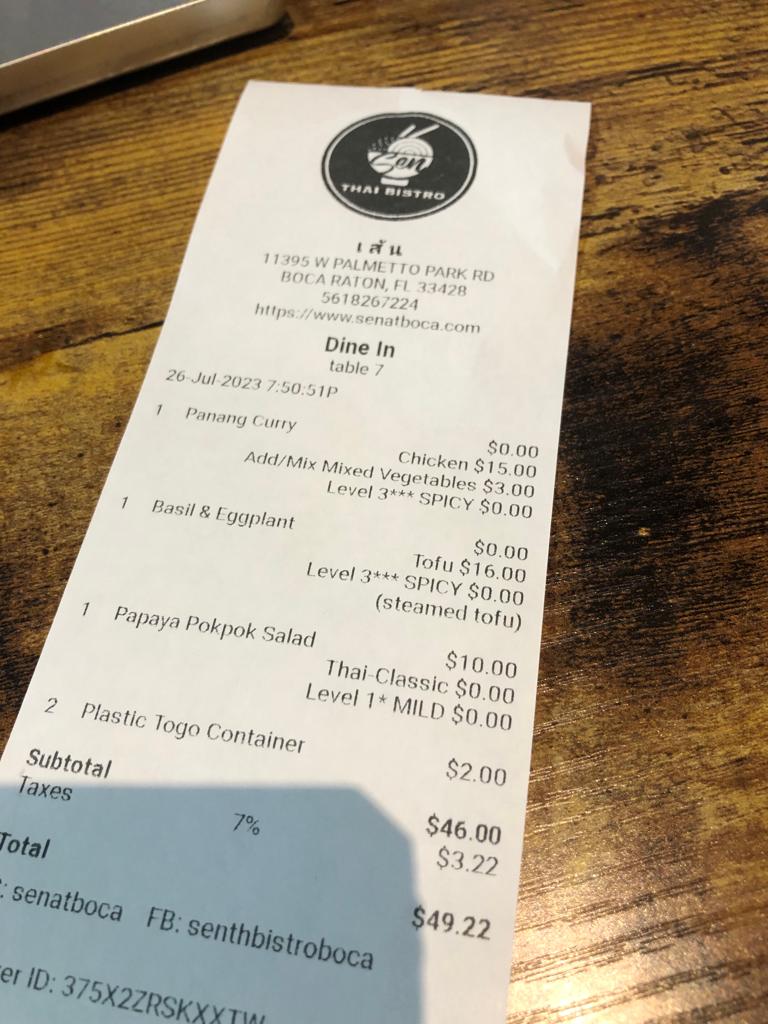 Sen
THAI BISTRO
เส้น
11395 W PALMETTO PARK RD
BOCA RATON, FL 33428
5618267224
https://www.senatboca.com
Dine In
table 7
26-Jul-2023 7:50:51P
1 Panang Curry $0.00
Chicken $15.00
Add/Mix Mixed Vegetables $3.00
Level 3*** SPICY $0.00
1 Basil & Eggplant $0.00
Tofu $16.00
Level 3*** SPICY $0.00
(steamed tofu)
1 Papaya Pokpok Salad $10.00
Thai-Classic $0.00
Level 1* MILD $0.00
2 Plastic Togo Container $2.00
Subtotal $46.00
Taxes 7% $3.22
Total $49.22
: senatboca FB: senthbistroboca
er ID: 375X2ZRSKXXTW